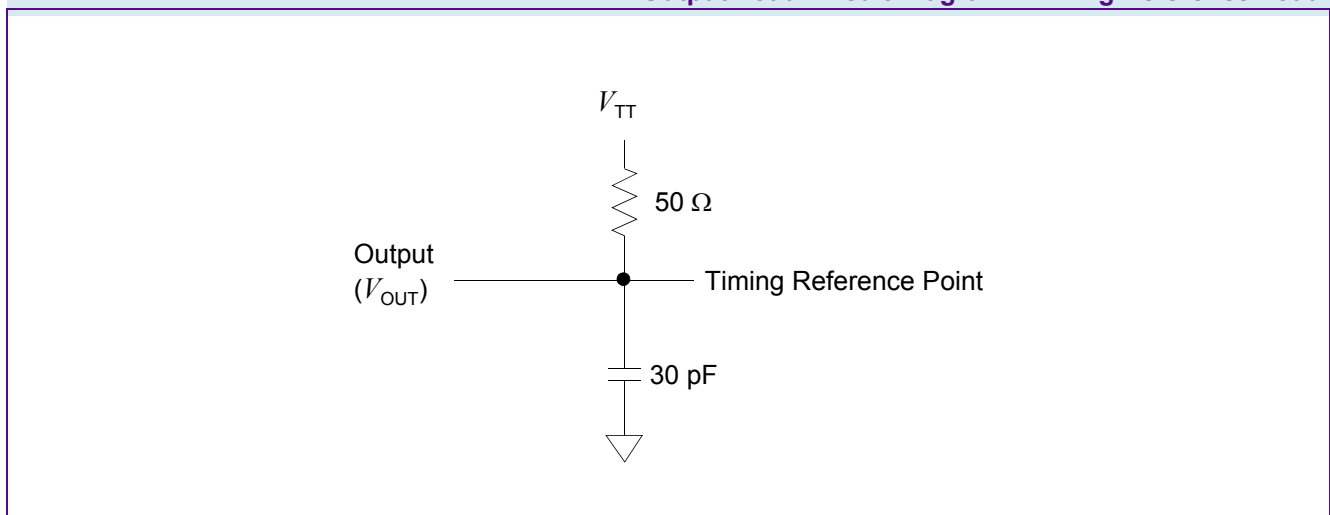 V_TT
50 Ω
Output
(V_OUT)
Timing Reference Point
30 pF